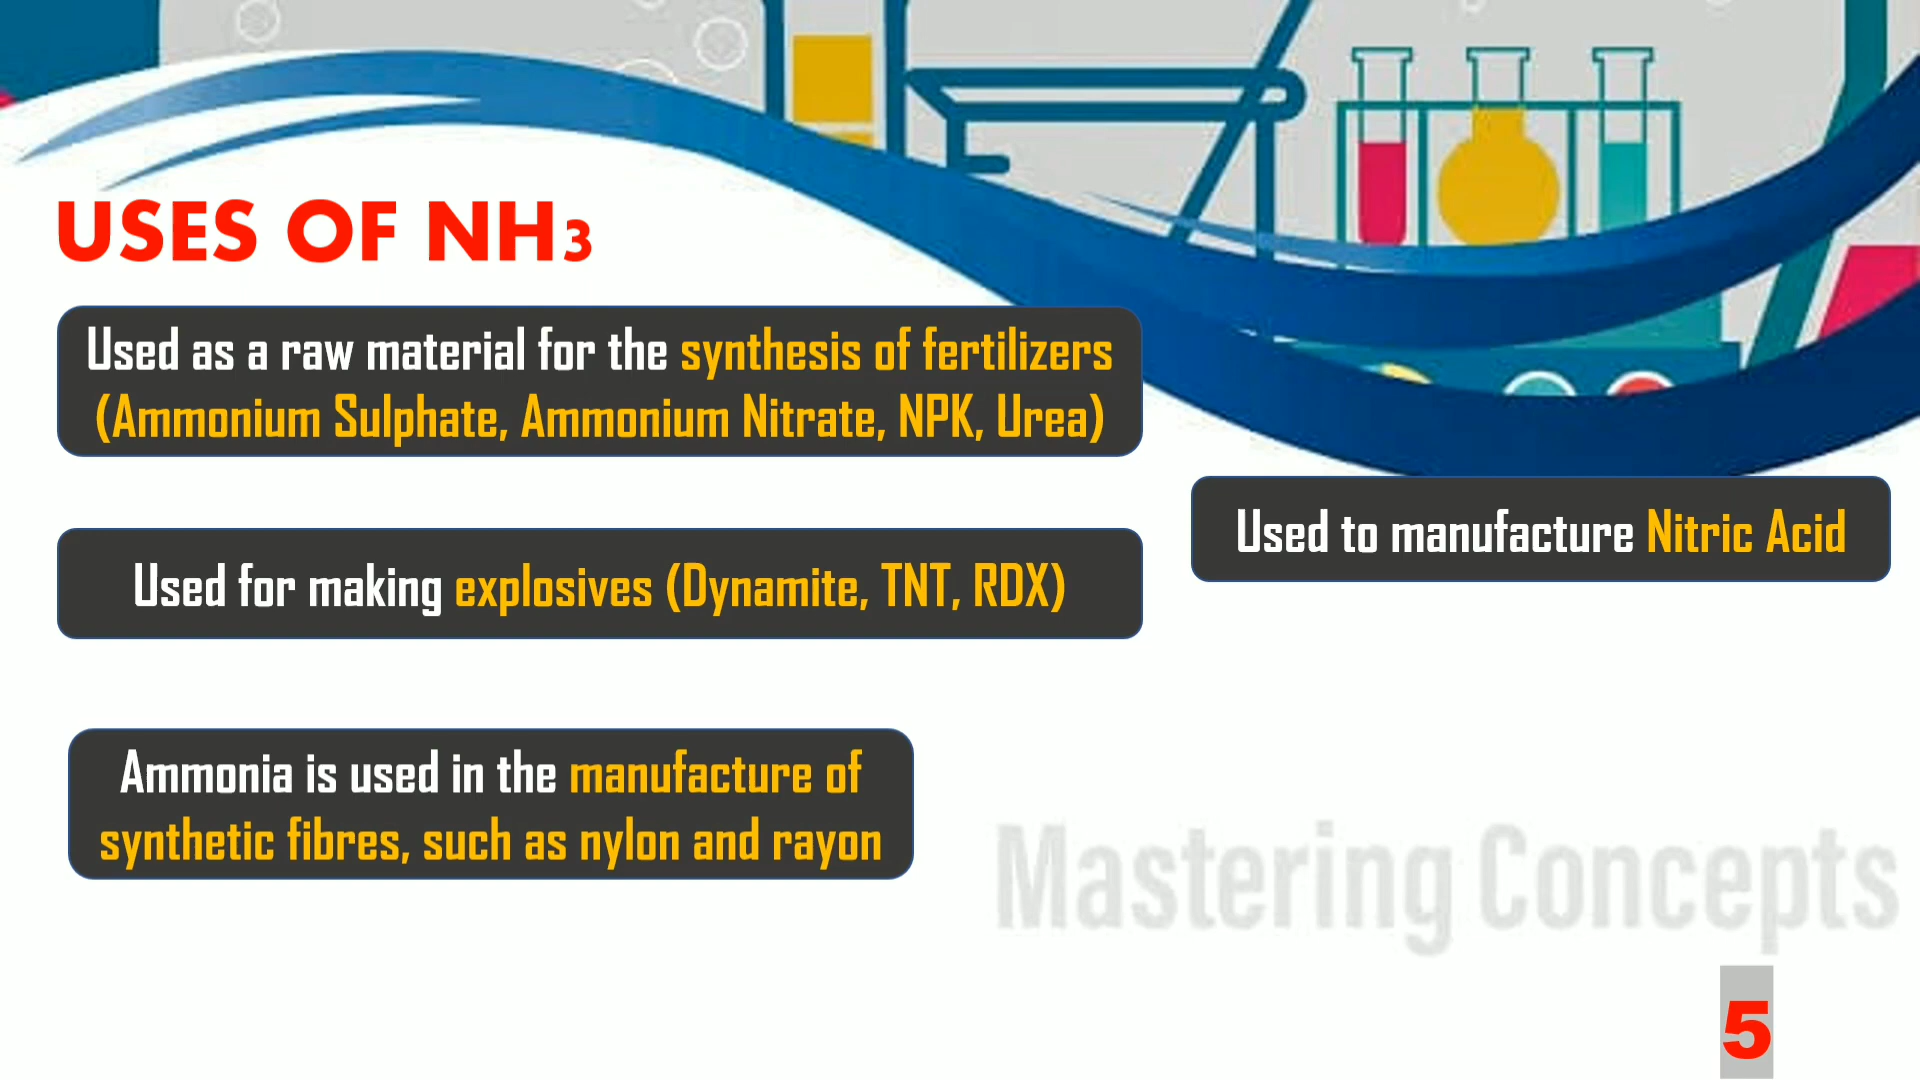 USES OF NH₃
Used as a raw material for the synthesis of fertilizers
(Ammonium Sulphate, Ammonium Nitrate, NPK, Urea)
Used to manufacture Nitric Acid
Used for making explosives (Dynamite, TNT, RDX)
Ammonia is used in the manufacture of
synthetic fibres, such as nylon and rayon
Mastering Concepts
5